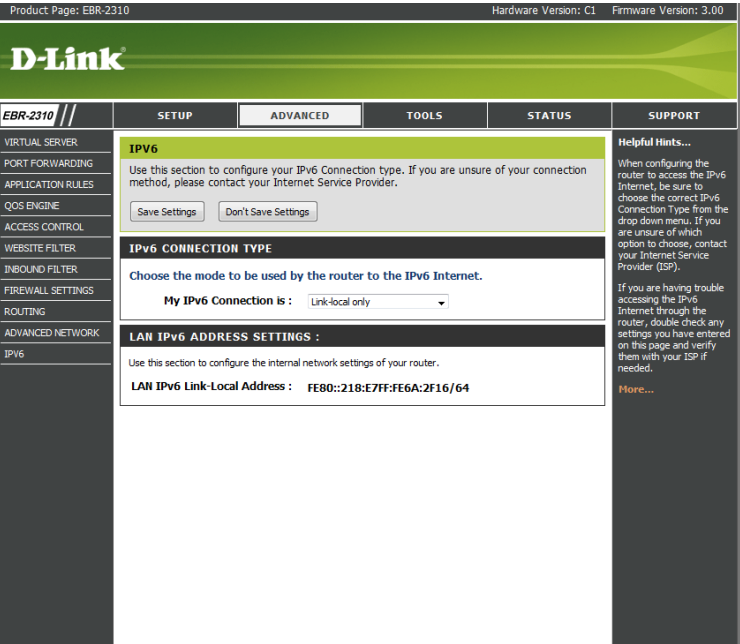 Product Page: EBR-2310
Hardware Version: C1
Firmware Version: 3.00
D-Link
EBR-2310
SETUP
ADVANCED
TOOLS
STATUS
SUPPORT
VIRTUAL SERVER
PORT FORWARDING
APPLICATION RULES
QOS ENGINE
ACCESS CONTROL
WEBSITE FILTER
INBOUND FILTER
FIREWALL SETTINGS
ROUTING
ADVANCED NETWORK
IPV6
IPV6
Use this section to configure your IPv6 Connection type. If you are unsure of your connection
method, please contact your Internet Service Provider.
Save Settings
Don't Save Settings
IPv6 CONNECTION TYPE
Choose the mode to be used by the router to the IPv6 Internet.
My IPv6 Connection is :
Link-local only
LAN IPv6 ADDRESS SETTINGS :
Use this section to configure the internal network settings of your router.
LAN IPv6 Link-Local Address :
FE80::218:E7FF:FE6A:2F16/64
Helpful Hints...
When configuring the
router to access the IPv6
Internet, be sure to
choose the correct IPv6
Connection Type from the
drop down menu. If you
are unsure of which
option to choose, contact
your Internet Service
Provider (ISP).
If you are having trouble
accessing the IPv6
Internet through the
router, double check any
settings you have entered
on this page and verify
them with your ISP if
needed.
More...